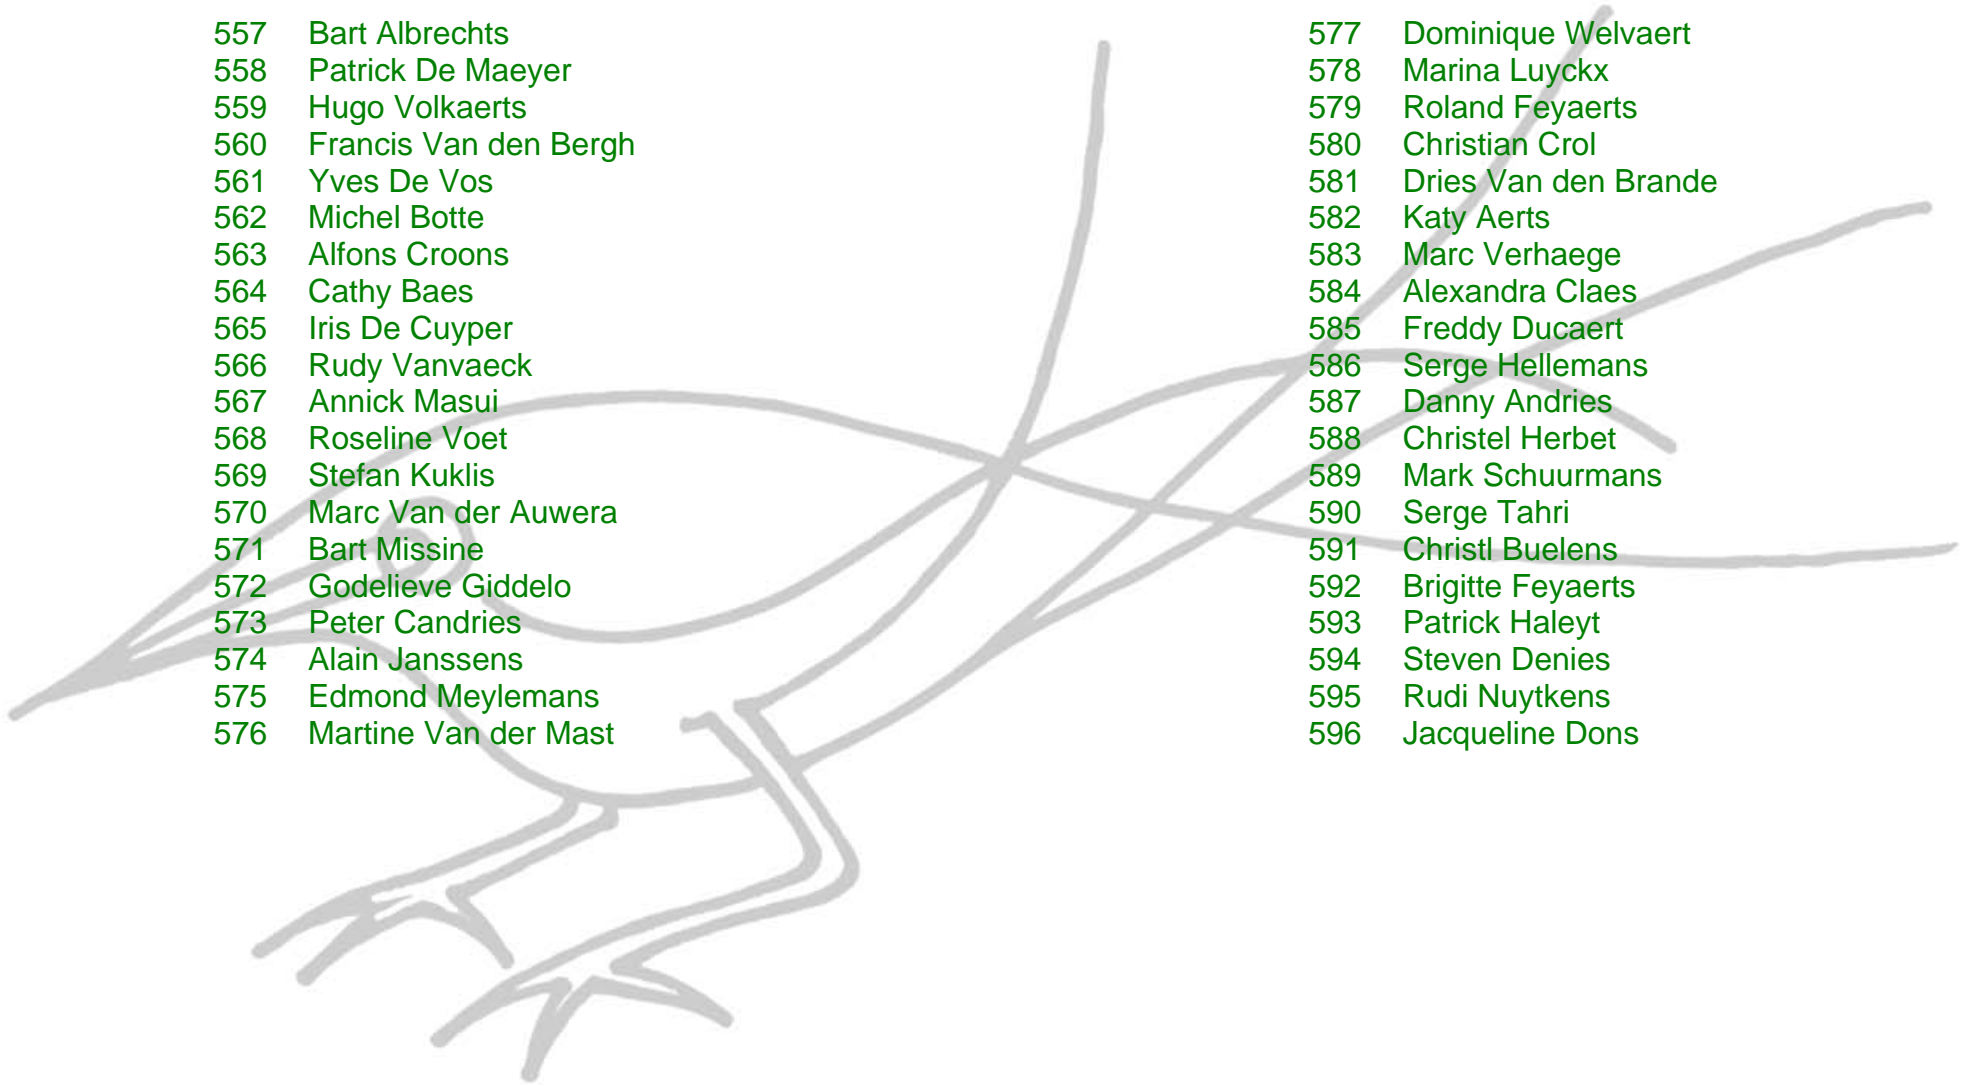 557 Bart Albrechts
558 Patrick De Maeyer
559 Hugo Volkaerts
560 Francis Van den Bergh
561 Yves De Vos
562 Michel Botte
563 Alfons Croons
564 Cathy Baes
565 Iris De Cuyper
566 Rudy Vanvaeck
567 Annick Masui
568 Roseline Voet
569 Stefan Kuklis
570 Marc Van der Auwera
571 Bart Missine
572 Godelieve Giddelo
573 Peter Candries
574 Alain Janssens
575 Edmond Meylemans
576 Martine Van der Mast
577 Dominique Welvaert
578 Marina Luyckx
579 Roland Feyaerts
580 Christian Crol
581 Dries Van den Brande
582 Katy Aerts
583 Marc Verhaege
584 Alexandra Claes
585 Freddy Ducaert
586 Serge Hellemans
587 Danny Andries
588 Christel Herbet
589 Mark Schuurmans
590 Serge Tahri
591 Christl Buelens
592 Brigitte Feyaerts
593 Patrick Haleyt
594 Steven Denies
595 Rudi Nuytkens
596 Jacqueline Dons